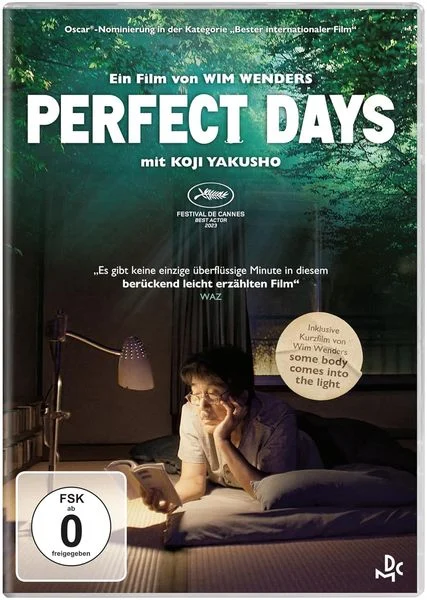 Oscar®-Nominierung in der Kategorie „Bester internationaler Film“
Ein Film von WIM WENDERS
PERFECT DAYS
mit KOJI YAKUSHO
FESTIVAL DE CANNES
BEST ACTOR
2023
„Es gibt keine einzige überflüssige Minute in diesem
berückend leicht erzählten Film“
WAZ
Inklusive
Kurzfilm von
Wim Wenders
some body
comes into
the light
FSK
ab
0
freigegeben
DCM